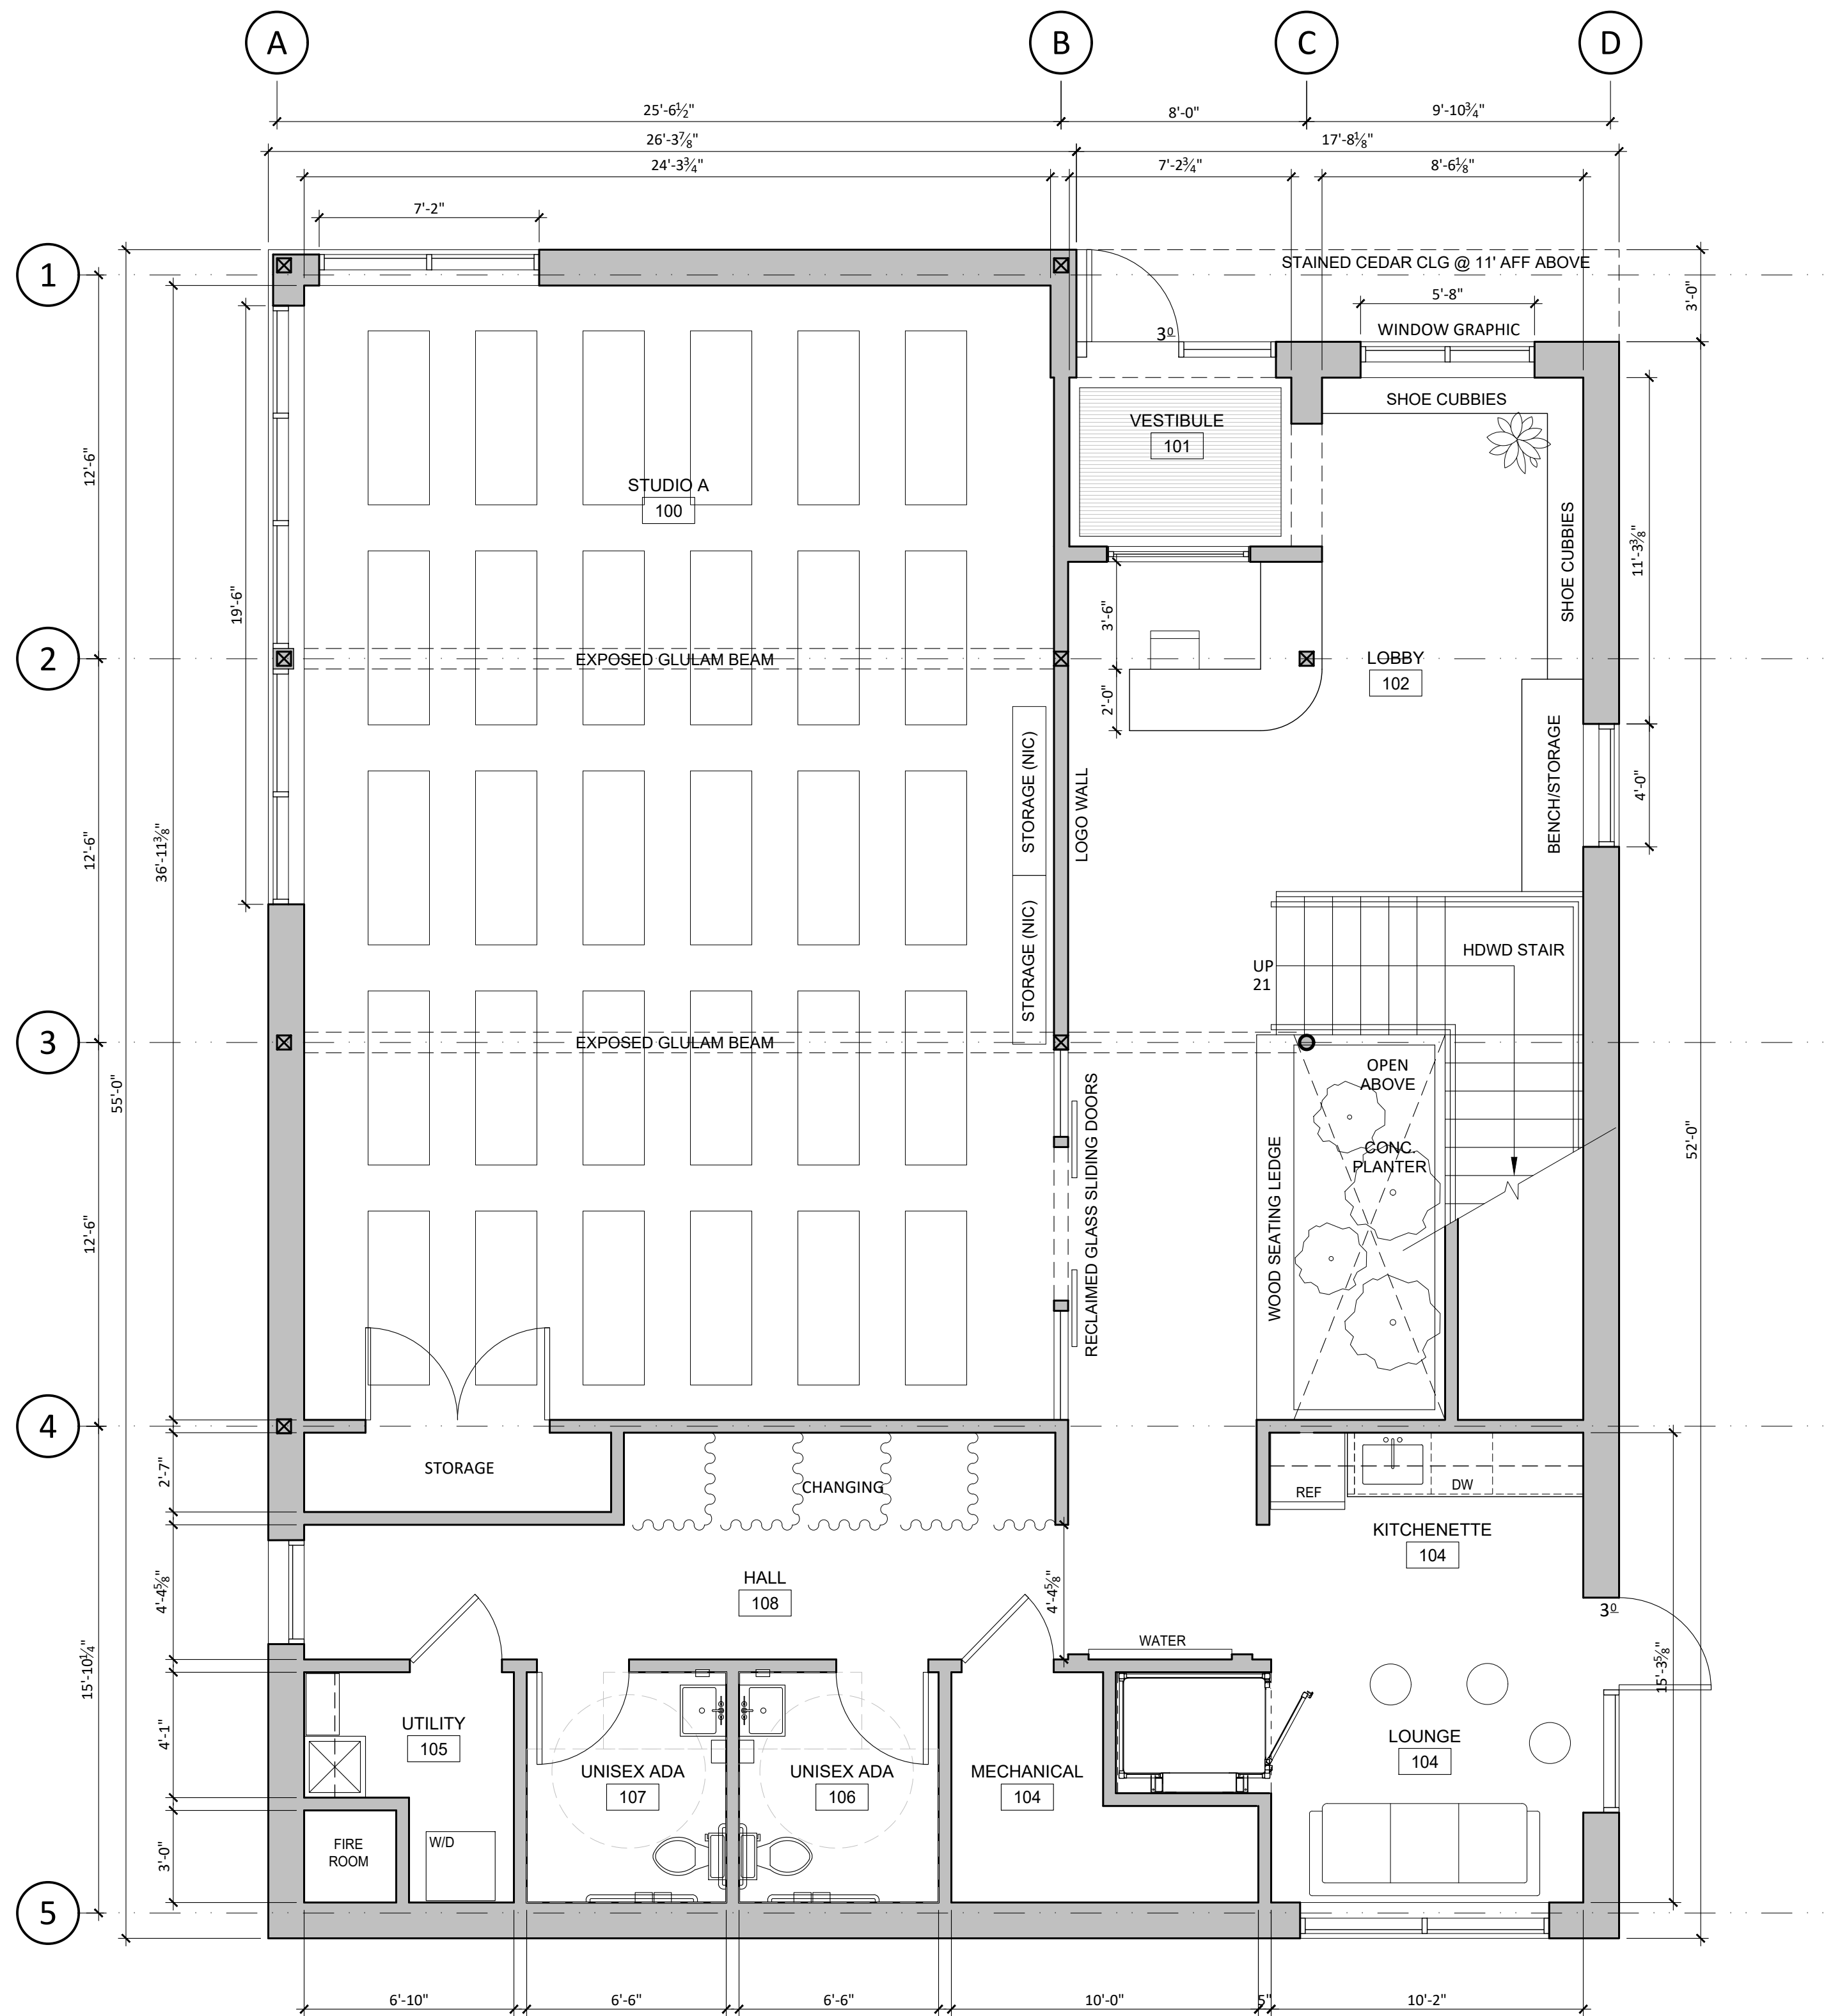 A
B
C
D
25'-6½"
8'-0"
9'-10¾"
26'-3⅞"
17'-8⅛"
24'-3¾"
7'-2¾"
8'-6⅛"
7'-2"
1
STAINED CEDAR CLG @ 11' AFF ABOVE
5'-8"
3'-0"
WINDOW GRAPHIC
3⁰
SHOE CUBBIES
VESTIBULE
101
12'-6"
STUDIO A
100
SHOE CUBBIES
11'-3⅜"
19'-6"
3'-6"
2
EXPOSED GLULAM BEAM
LOBBY
102
2'-0"
STORAGE (NIC)
LOGO WALL
BENCH/STORAGE
4'-0"
12'-6"
36'-11⅜"
STORAGE (NIC)
HDWD STAIR
UP
21
3
EXPOSED GLULAM BEAM
OPEN
ABOVE
55'-0"
52'-0"
CONC.
PLANTER
RECLAIMED GLASS SLIDING DOORS
WOOD SEATING LEDGE
12'-6"
4
2'-7"
STORAGE
CHANGING
REF
DW
KITCHENETTE
104
HALL
108
4'-4⅝"
4'-4⅝"
3⁰
WATER
15'-10¼"
15'-3⅝"
4'-1"
UTILITY
105
LOUNGE
104
UNISEX ADA
107
UNISEX ADA
106
MECHANICAL
104
3'-0"
FIRE
ROOM
W/D
5
6'-10"
6'-6"
6'-6"
10'-0"
5"
10'-2"